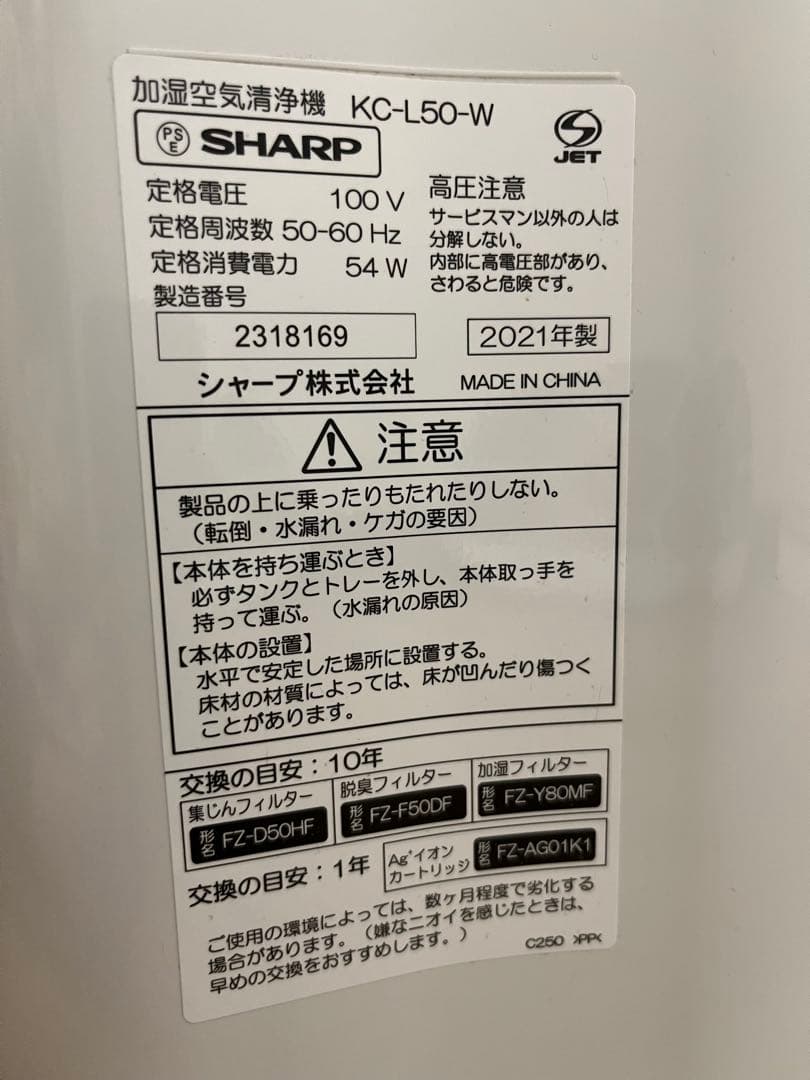 加湿空気清浄機 KC-L50-W
PSE SHARP
JET
定格電圧 100 V
定格周波数 50-60 Hz
定格消費電力 54 W
製造番号
2318169
高圧注意
サービスマン以外の人は
分解しない。
内部に高電圧部があり、
さわると危険です。
2021年製
シャープ株式会社 MADE IN CHINA
注意
製品の上に乗ったりもたれたりしない。
（転倒・水漏れ・ケガの要因）
【本体を持ち運ぶとき】
必ずタンクとトレーを外し、本体取っ手を
持って運ぶ。（水漏れの原因）
【本体の設置】
水平で安定した場所に設置する。
床材の材質によっては、床が凹んだり傷つく
ことがあります。
交換の目安：10年
集じんフィルター
形名 FZ-D50HF
脱臭フィルター
形名 FZ-F50DF
加湿フィルター
形名 FZ-Y80MF
交換の目安：1年
Ag⁺イオン
カートリッジ
形名 FZ-AG01K1
ご使用の環境によっては、数ヶ月程度で劣化する
場合があります。（嫌なニオイを感じたときは、
早めの交換をおすすめします。）
C250 >PP<